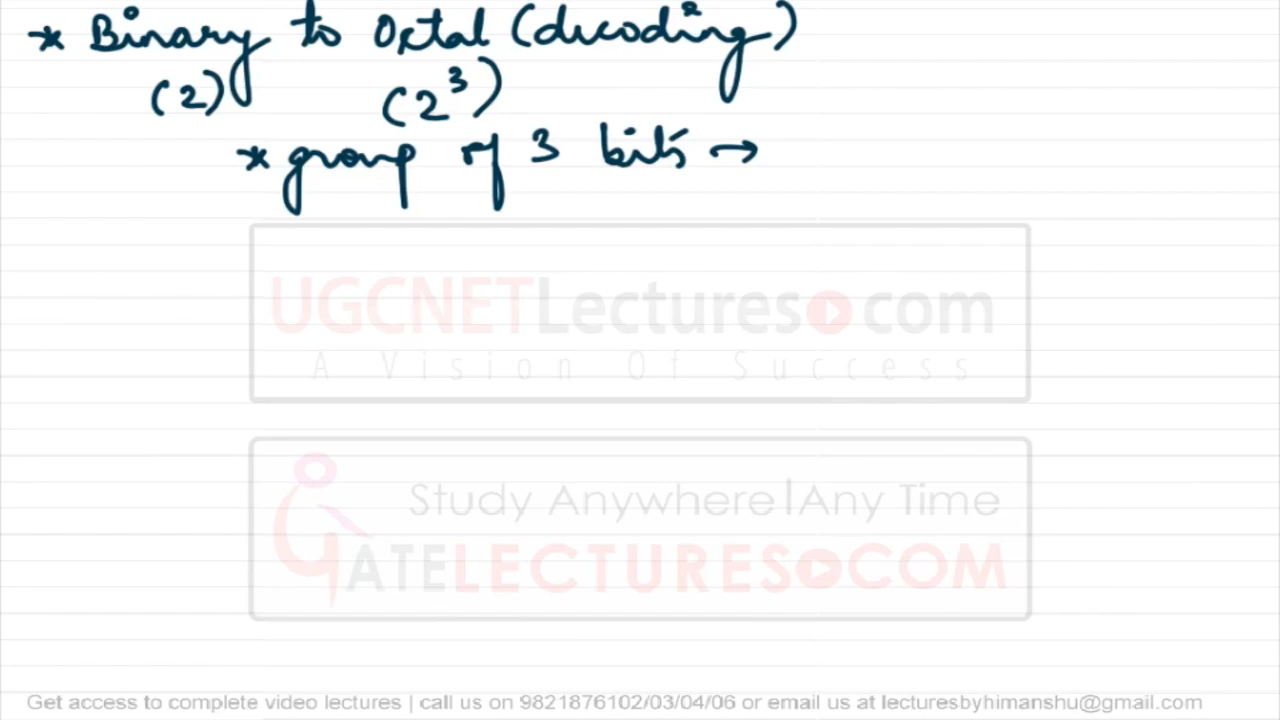 * Binary to Octal (decoding)
(2) (2³)
* group of 3 bits →
UGCNETLectures.com
A Vision Of Success
Study Anywhere|Any Time
GATELECTURES.COM
Get access to complete video lectures | call us on 9821876102/03/04/06 or email us at lecturesbyhimanshu@gmail.com